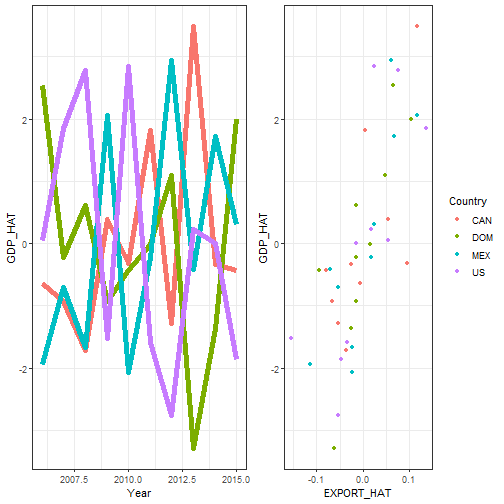 GDP_HAT
2
0
-2
2007.5
2010.0
2012.5
2015.0
Year
GDP_HAT
2
0
-2
-0.1
0.0
0.1
EXPORT_HAT
Country
CAN
DOM
MEX
US